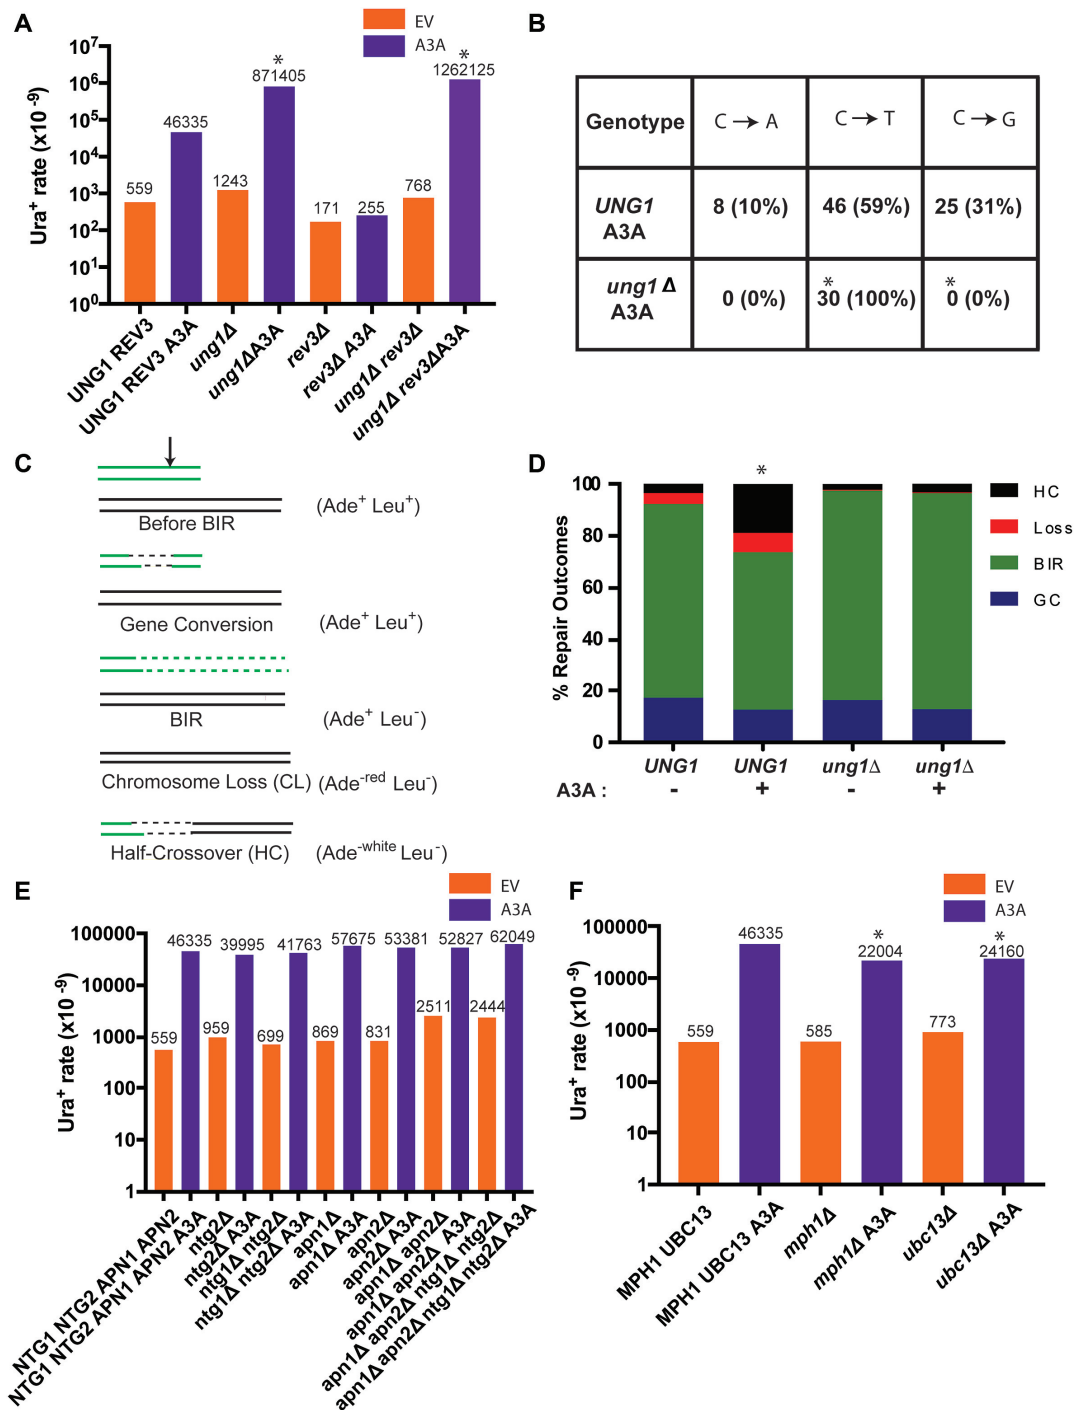 A
EV
A3A
Ura+ rate (x10 -9)
10^7
10^6
10^5
10^4
10^3
10^2
10^1
10^0
559
46335
1243
*
871405
171
255
768
*
1262125
UNG1 REV3
UNG1 REV3 A3A
ung1Δ
ung1ΔA3A
rev3Δ
rev3Δ A3A
ung1Δ rev3Δ
ung1Δ rev3ΔA3A
B
Genotype
C → A
C → T
C → G
UNG1
A3A
8 (10%)
46 (59%)
25 (31%)
ung1 Δ
A3A
0 (0%)
*
30 (100%)
*
0 (0%)
C
(Ade+ Leu+)
Before BIR
Gene Conversion
(Ade+ Leu+)
BIR
(Ade+ Leu-)
Chromosome Loss (CL) (Ade-red Leu-)
Half-Crossover (HC)
(Ade-white Leu-)
D
% Repair Outcomes
100
80
60
40
20
0
*
HC
Loss
BIR
GC
UNG1
UNG1
ung1Δ
ung1Δ
A3A :
-
+
-
+
E
EV
A3A
Ura+ rate (x10 -9)
100000
10000
1000
100
10
1
559
46335
959
39995
699
41763
869
57675
831
53381
2511
52827
2444
62049
NTG1 NTG2 APN1 APN2
NTG1 NTG2 APN1 APN2 A3A
ntg2Δ
ntg2Δ A3A
ntg1Δ ntg2Δ
ntg1Δ ntg2Δ A3A
apn1Δ
apn1Δ A3A
apn2Δ
apn2Δ A3A
apn1Δ apn2Δ
apn1Δ apn2Δ A3A
apn1Δ apn2Δ ntg1Δ ntg2Δ
apn1Δ apn2Δ ntg1Δ ntg2Δ A3A
F
EV
A3A
Ura+ rate (x10 -9)
100000
10000
1000
100
10
1
559
46335
585
*
22004
773
*
24160
MPH1 UBC13
MPH1 UBC13 A3A
mph1Δ
mph1Δ A3A
ubc13Δ
ubc13Δ A3A